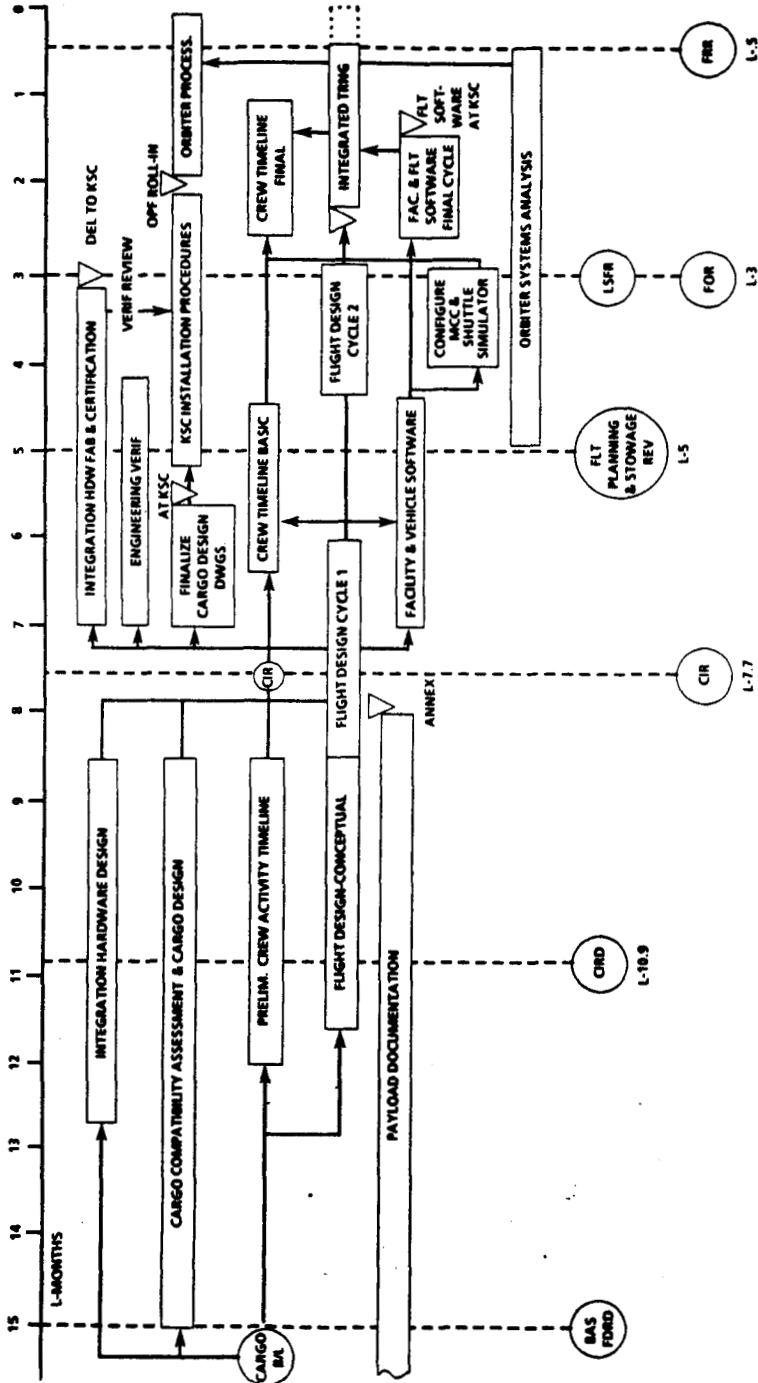 L-MONTHS
15
14
13
12
11
10
9
8
7
6
5
4
3
2
1
0
CARGO
B/L
INTEGRATION HARDWARE DESIGN
CARGO COMPATIBILITY ASSESSMENT & CARGO DESIGN
PRELIM. CREW ACTIVITY TIMELINE
FLIGHT DESIGN-CONCEPTUAL
PAYLOAD DOCUMENTATION
ANNEX I
CIR
FLIGHT DESIGN CYCLE 1
INTEGRATION HDW FAB & CERTIFICATION
DEL TO KSC
VERIF REVIEW
ENGINEERING VERIF
FINALIZE
CARGO DESIGN
DWGS
AT KSC
KSC INSTALLATION PROCEDURES
OPF ROLL-IN
ORBITER PROCESS.
CREW TIMELINE BASIC
CREW TIMELINE
FINAL
FLIGHT DESIGN
CYCLE 2
INTEGRATED TRNG
FACILITY & VEHICLE SOFTWARE
CONFIGURE
MCC &
SHUTTLE
SIMULATOR
FAC. & FLT
SOFTWARE
FINAL CYCLE
FLT
SOFT-
WARE
AT KSC
ORBITER SYSTEMS ANALYSIS
BAS
FDRD
CIRD
L-10.9
CIR
L-7.7
FLT
PLANNING
& STOWAGE
REV
L-5
LSFR
FOR
L-3
FRR
L-.5